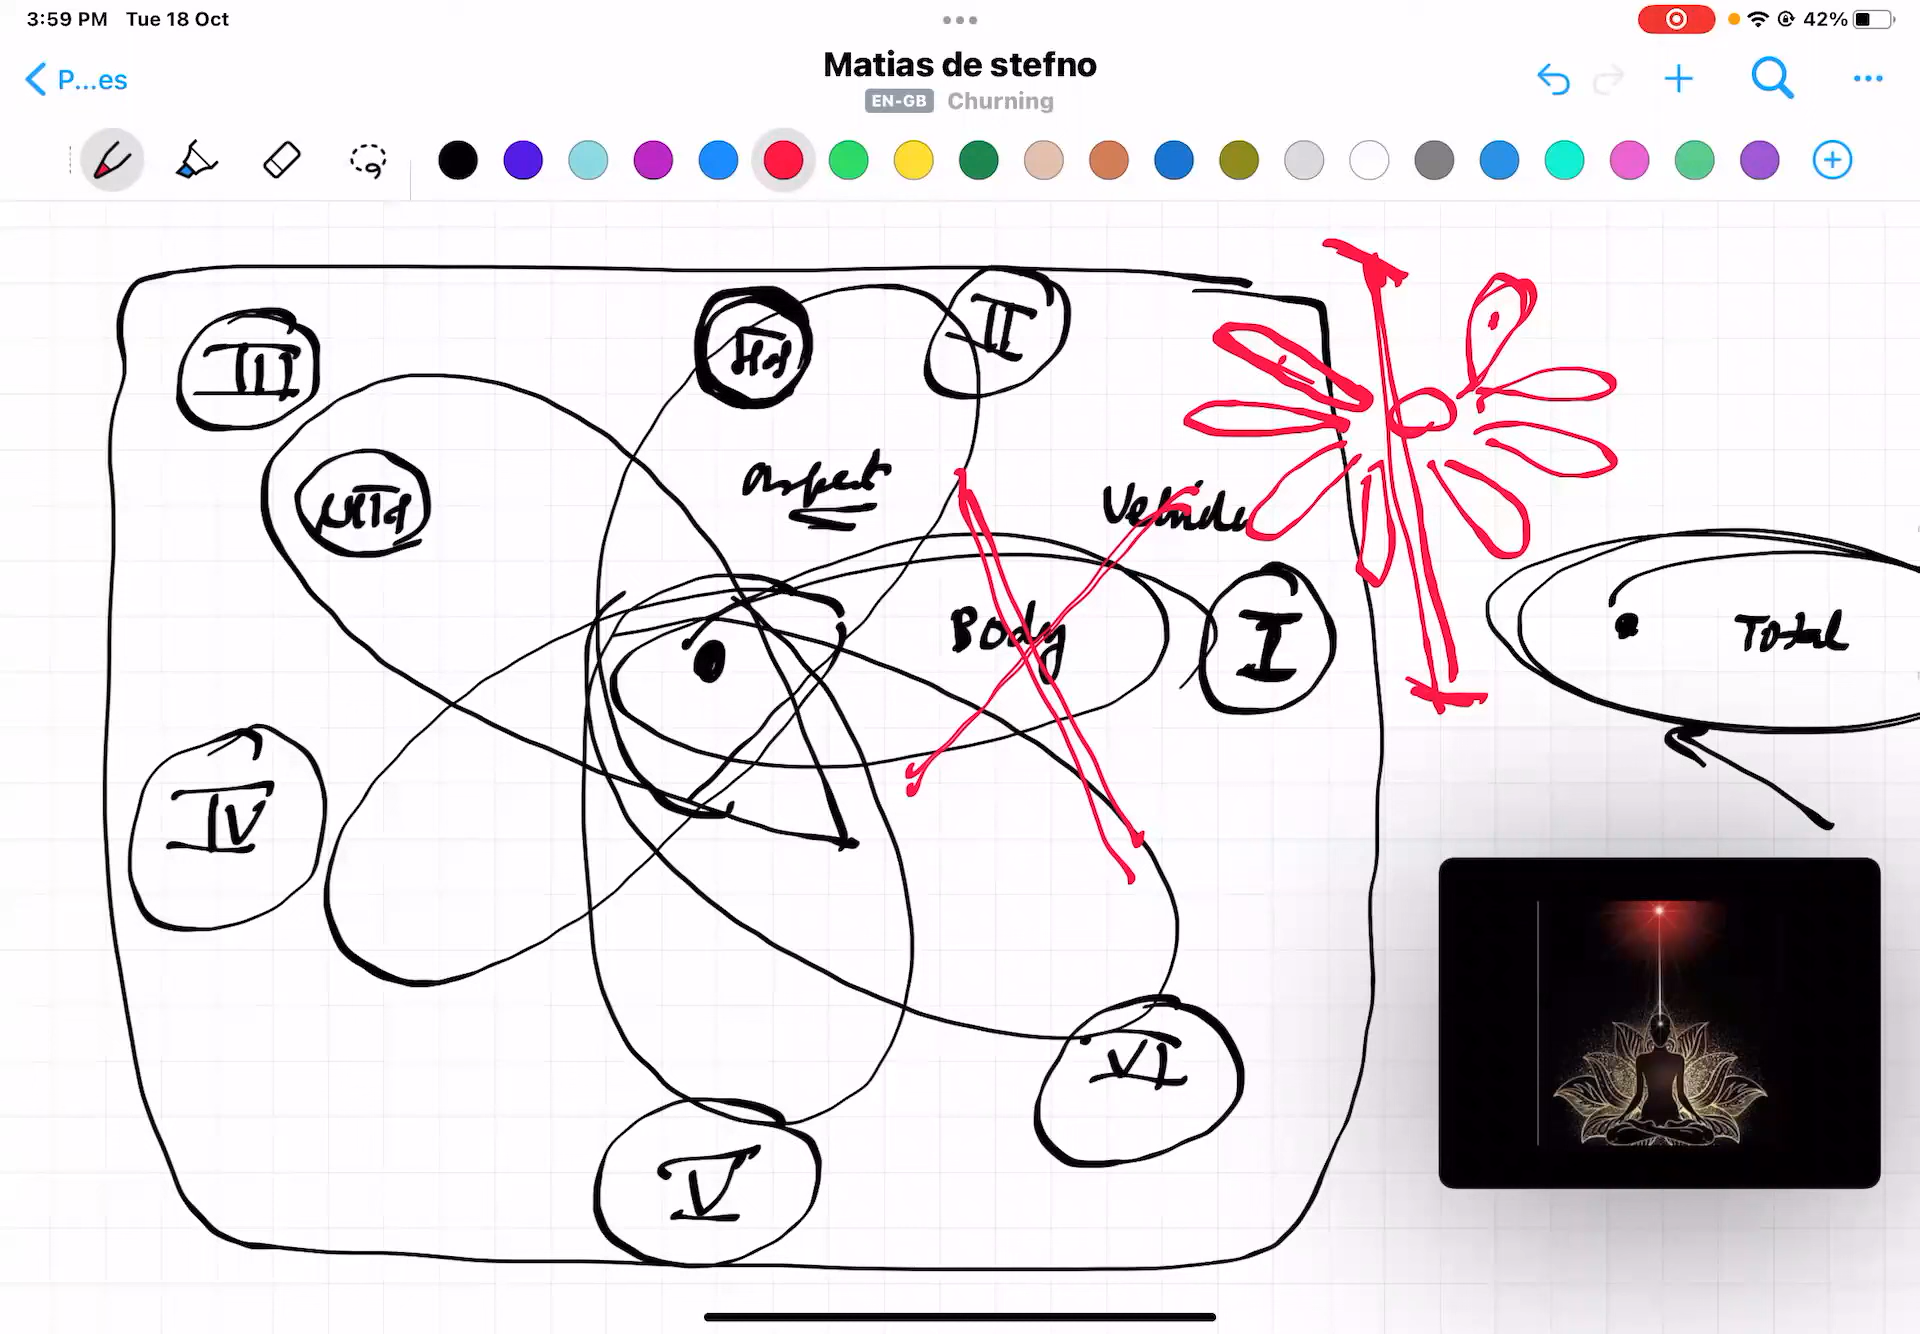 3:59 PM Tue 18 Oct
42%
Matias de stefno
P...es
EN-GB Churning
II
III
मन
Aspect
Vehicle
Body
I
Total
IV
VI
V